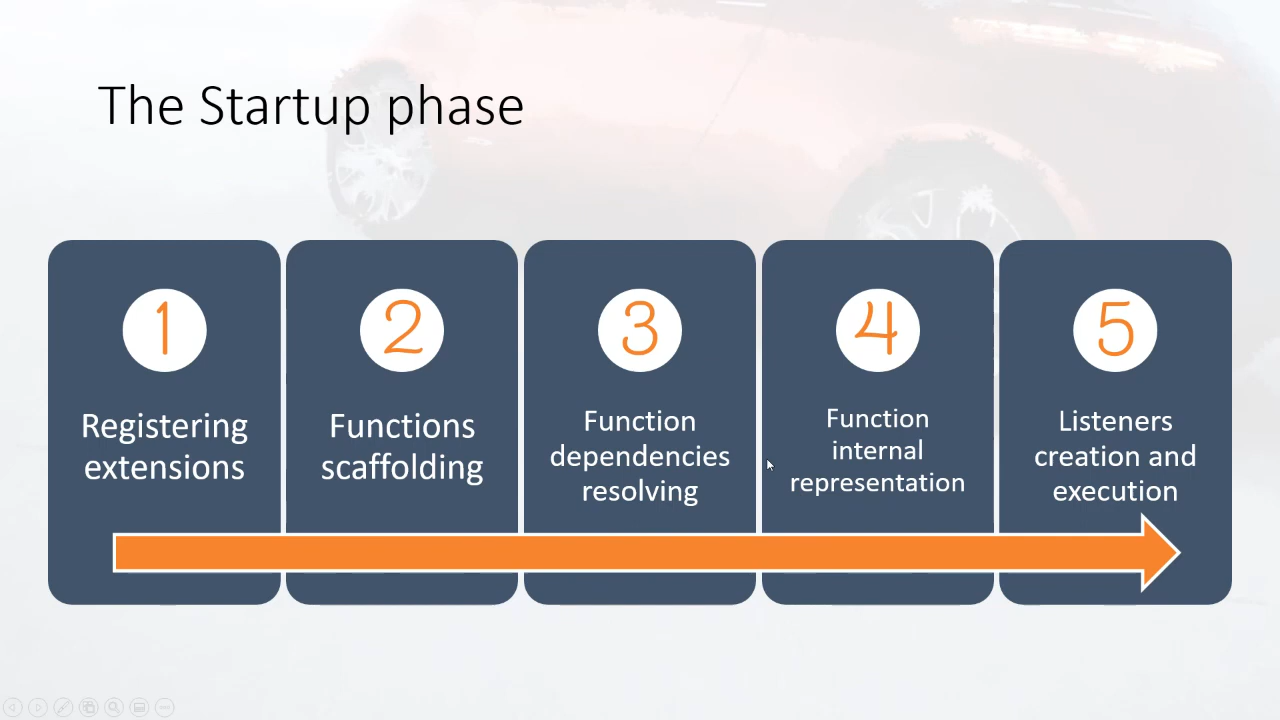 The Startup phase
1
Registering
extensions
2
Functions
scaffolding
3
Function
dependencies
resolving
4
Function
internal
representation
5
Listeners
creation and
execution